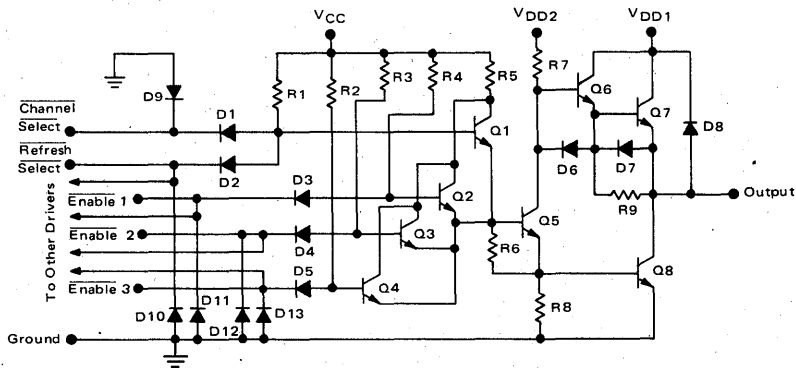 VCC
VDD2
VDD1
R1
R2
R3
R4
R5
R7
Q6
Q7
D8
D9
Channel
Select
D1
Q1
Refresh
Select
D2
D6
D7
To Other Drivers
Enable 1
D3
Q2
Q5
R9
Output
Enable 2
D4
Q3
R6
Enable 3
D5
Q4
Q8
D10
D11
D12
D13
R8
Ground